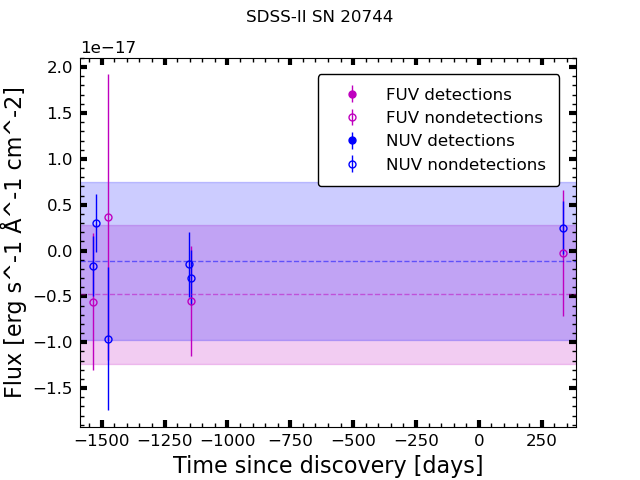 SDSS-II SN 20744
1e−17
FUV detections
FUV nondetections
NUV detections
NUV nondetections
2.0
1.5
1.0
0.5
0.0
−0.5
−1.0
−1.5
Flux [erg s^-1 Å^-1 cm^-2]
−1500 −1250 −1000 −750 −500 −250 0 250
Time since discovery [days]